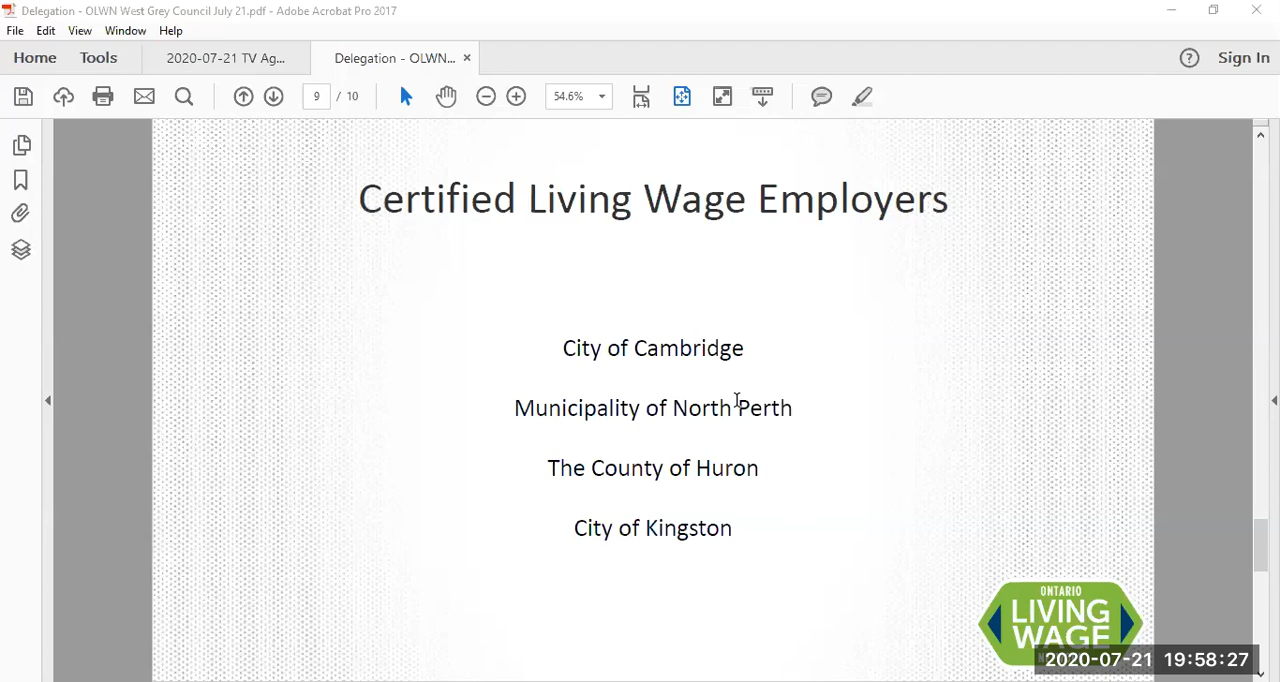 Delegation - OLWN West Grey Council July 21.pdf - Adobe Acrobat Pro 2017
File Edit View Window Help
Home Tools 2020-07-21 TV Ag... Delegation - OLWN... × ? Sign In
9 / 10 54.6%
Certified Living Wage Employers
City of Cambridge
Municipality of North Perth
The County of Huron
City of Kingston
ONTARIO
LIVING
WAGE
2020-07-21 19:58:27